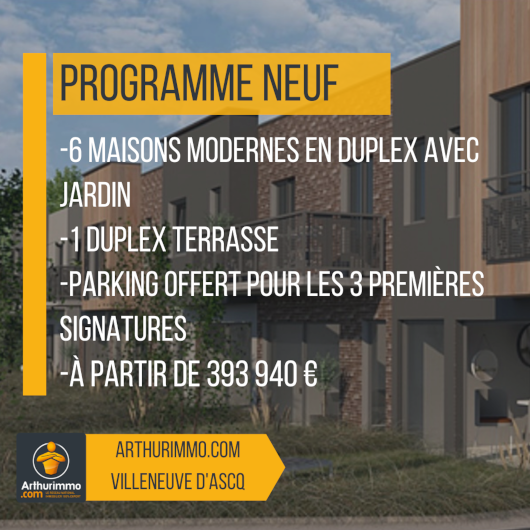 PROGRAMME NEUF
-6 MAISONS MODERNES EN DUPLEX AVEC
JARDIN
-1 DUPLEX TERRASSE
-PARKING OFFERT POUR LES 3 PREMIÈRES
SIGNATURES
-À PARTIR DE 393 940 €
ARTHURIMMO.COM
VILLENEUVE D'ASCQ
Arthurimmo
.com